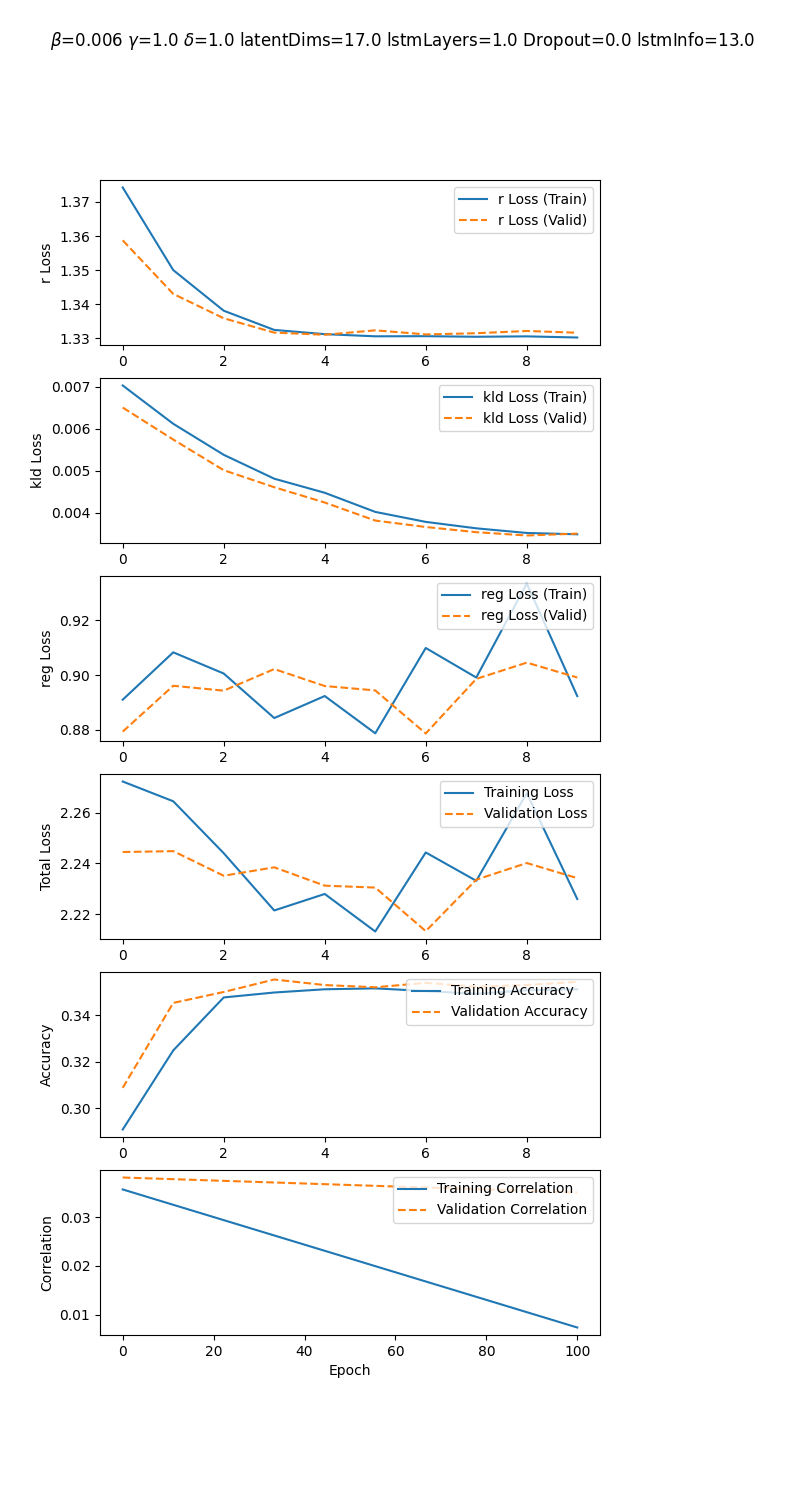 β=0.006 γ=1.0 δ=1.0 latentDims=17.0 lstmLayers=1.0 Dropout=0.0 lstmInfo=13.0
r Loss
1.37
1.36
1.35
1.34
1.33
r Loss (Train)
r Loss (Valid)
0 2 4 6 8
kld Loss
0.007
0.006
0.005
0.004
kld Loss (Train)
kld Loss (Valid)
0 2 4 6 8
reg Loss
0.92
0.90
0.88
reg Loss (Train)
reg Loss (Valid)
0 2 4 6 8
Total Loss
2.26
2.24
2.22
Training Loss
Validation Loss
0 2 4 6 8
Accuracy
0.34
0.32
0.30
Training Accuracy
Validation Accuracy
0 2 4 6 8
Correlation
0.03
0.02
0.01
Training Correlation
Validation Correlation
0 20 40 60 80 100
Epoch